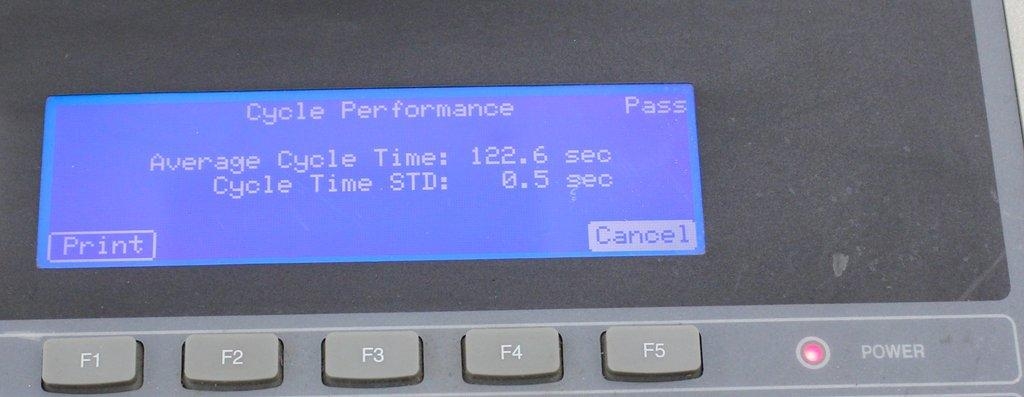 Cycle Performance Pass
Average Cycle Time: 122.6 sec
Cycle Time STD: 0.5 sec
Print Cancel
F1 F2 F3 F4 F5 POWER